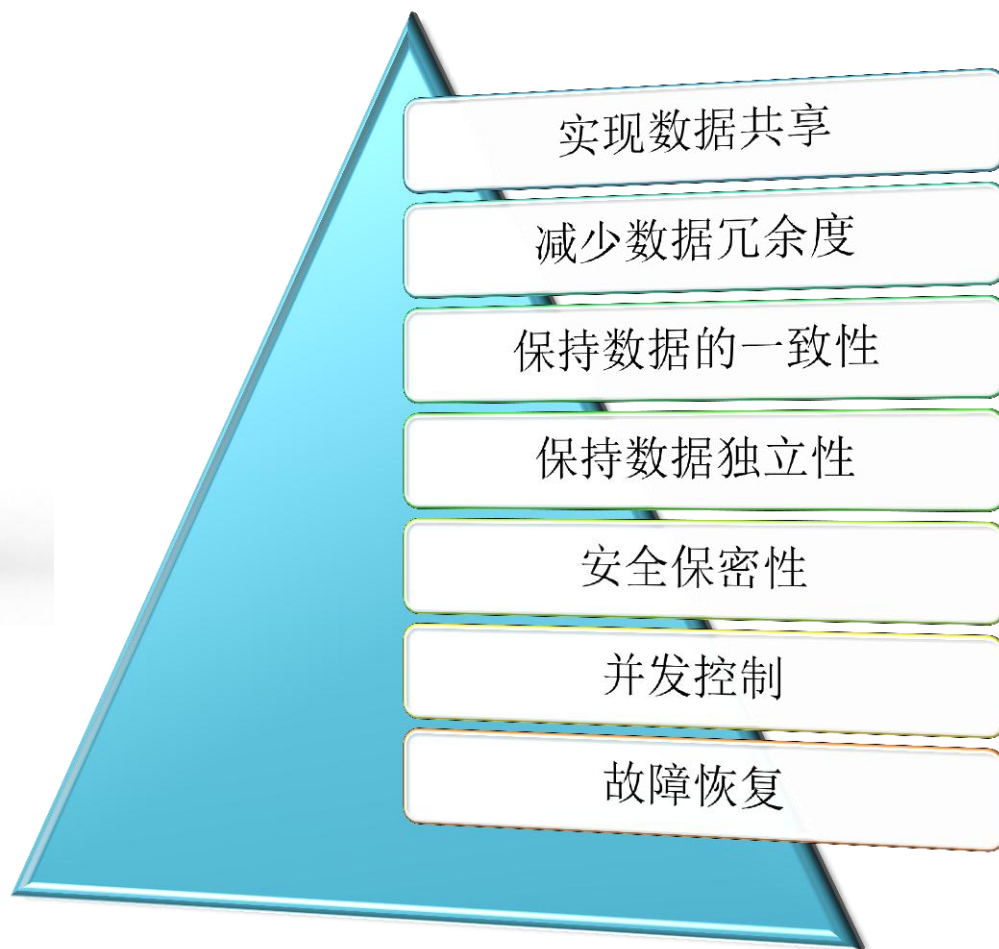 实现数据共享
减少数据冗余度
保持数据的一致性
保持数据独立性
安全保密性
并发控制
故障恢复